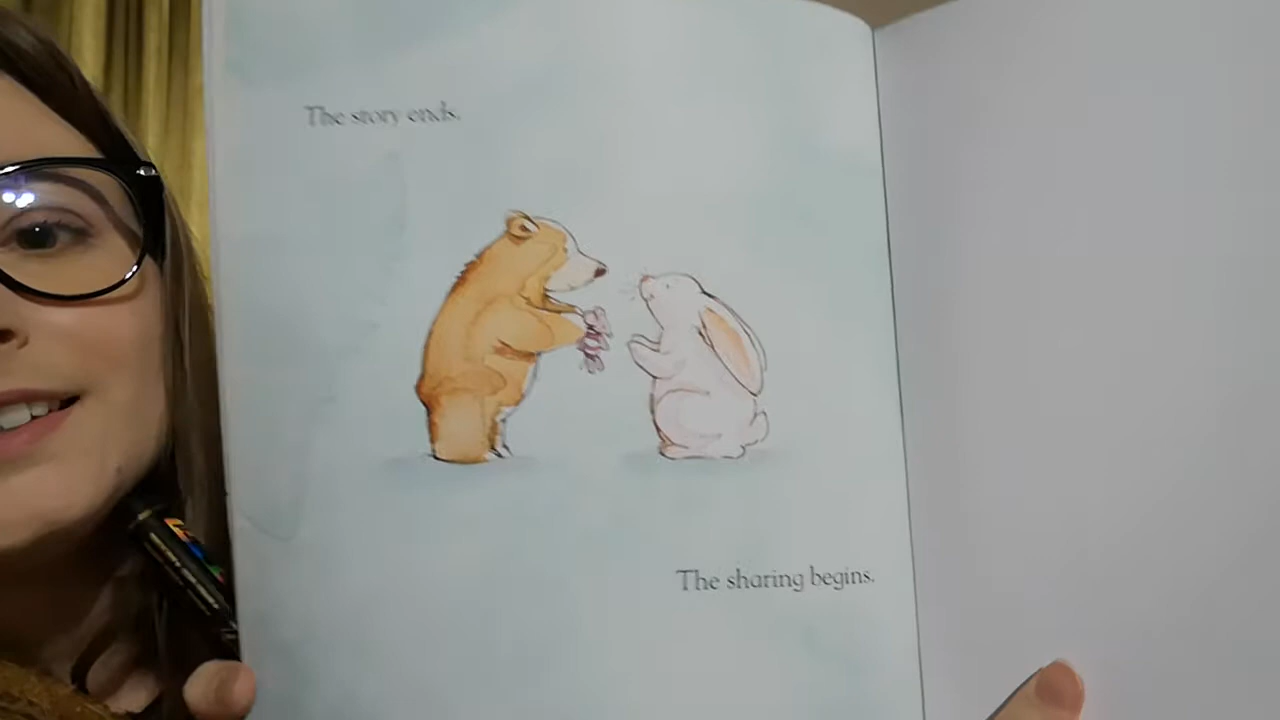 The story ends.
The sharing begins.